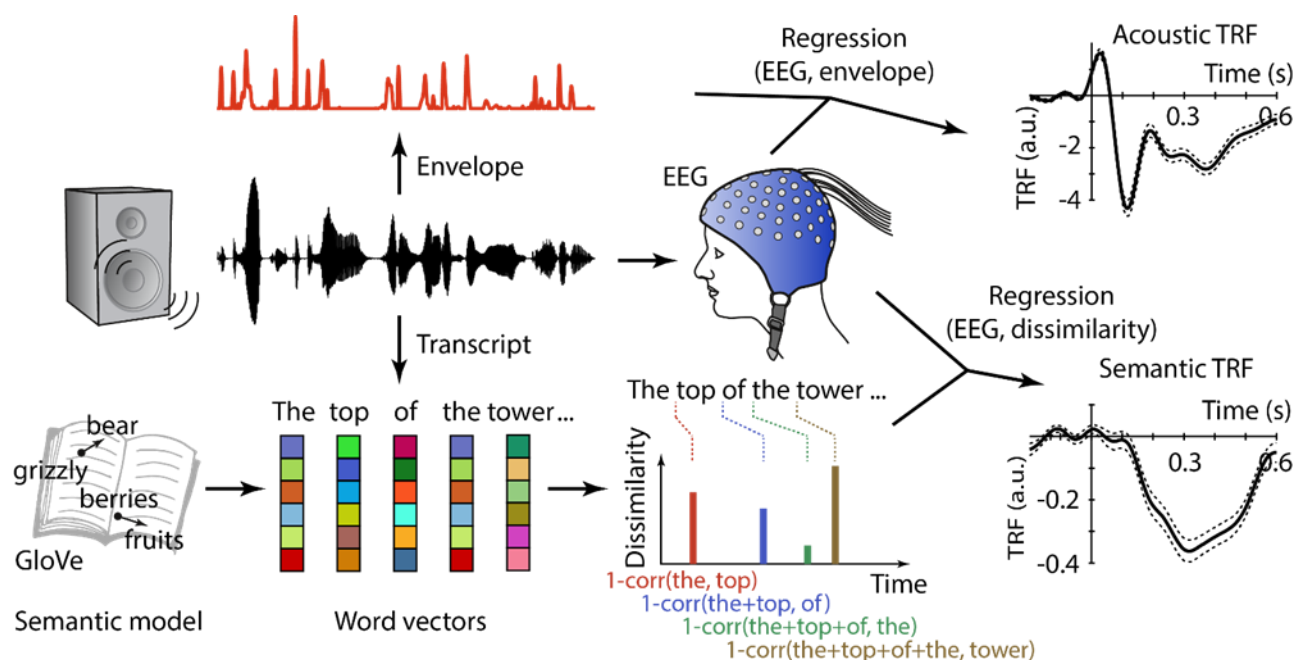 Regression
(EEG, envelope)
Acoustic TRF
Time (s)
0.3
0.6
-2
-4
TRF (a.u.)
Envelope
EEG
Transcript
Regression
(EEG, dissimilarity)
Semantic TRF
Time (s)
0.3
0.6
-0.2
-0.4
TRF (a.u.)
bear
grizzly
berries
fruits
GloVe
Semantic model
The top of the tower...
Word vectors
The top of the tower ...
Dissimilarity
Time
1-corr(the, top)
1-corr(the+top, of)
1-corr(the+top+of, the)
1-corr(the+top+of+the, tower)